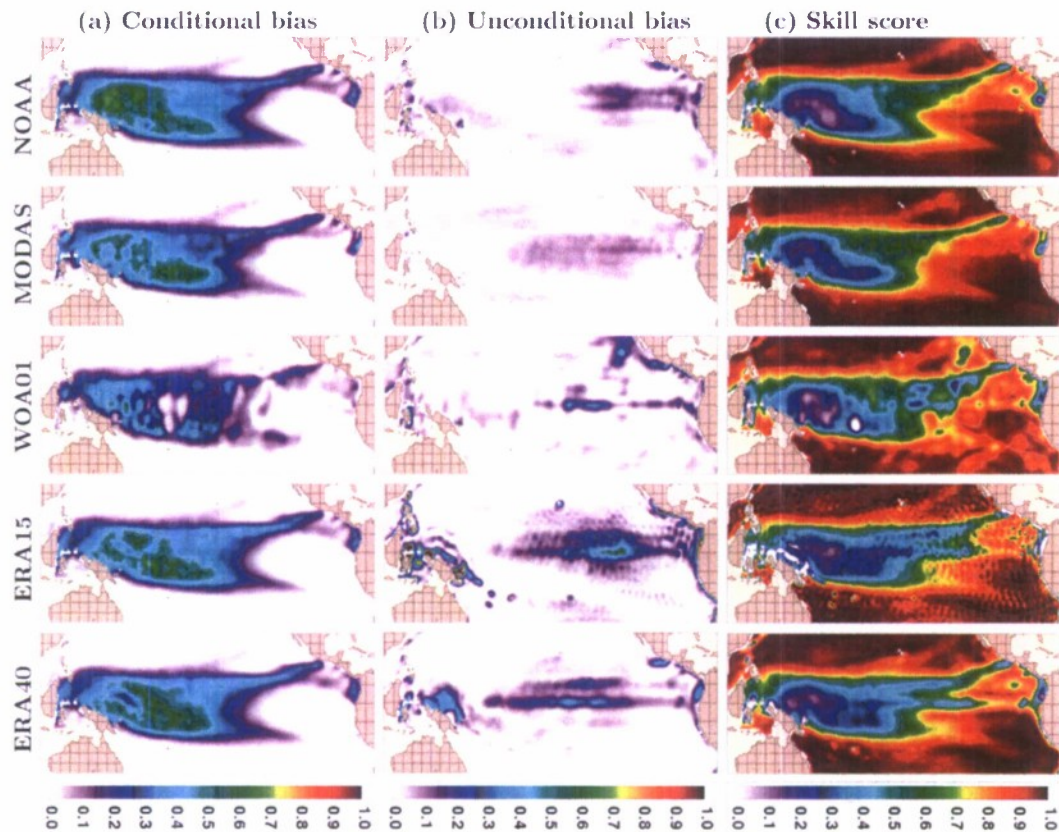 (a) Conditional bias (b) Unconditional bias (c) Skill score
NOAA
MODAS
WOA01
ERA15
ERA40
0.0 0.1 0.2 0.3 0.4 0.5 0.6 0.7 0.8 0.9 1.0
0.0 0.1 0.2 0.3 0.4 0.5 0.6 0.7 0.8 0.9 1.0
0.0 0.1 0.2 0.3 0.4 0.5 0.6 0.7 0.8 0.9 1.0